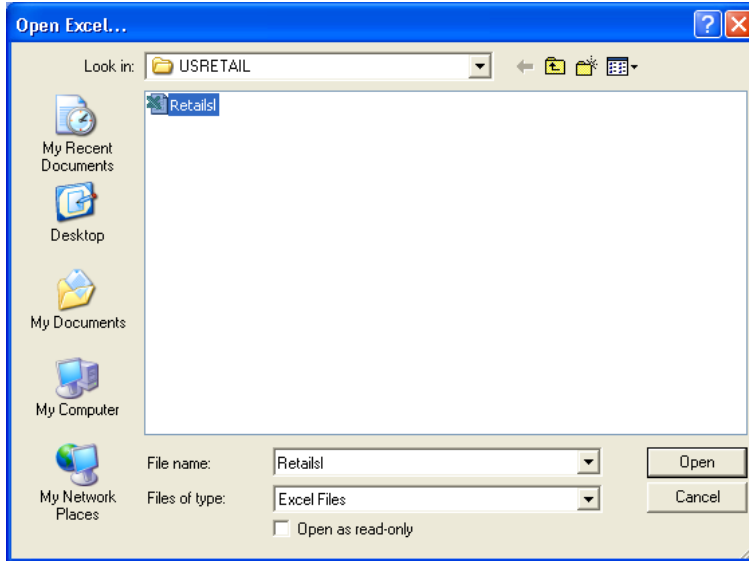 Open Excel...
Look in: USRETAIL
Retailsl
My Recent
Documents
Desktop
My Documents
My Computer
My Network
Places
File name: Retailsl
Open
Files of type: Excel Files
Cancel
Open as read-only